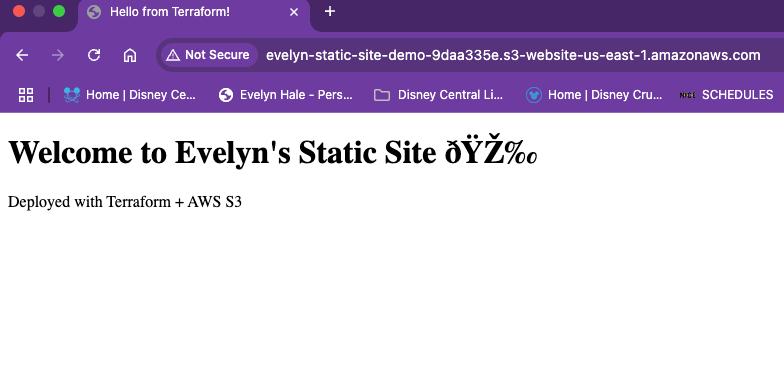 Hello from Terraform!
Not Secure evelyn-static-site-demo-9daa335e.s3-website-us-east-1.amazonaws.com
Home | Disney Ce... Evelyn Hale - Pers... Disney Central Li... Home | Disney Cru... SCHEDULES
Welcome to Evelyn's Static Site ðŸŽ‰
Deployed with Terraform + AWS S3